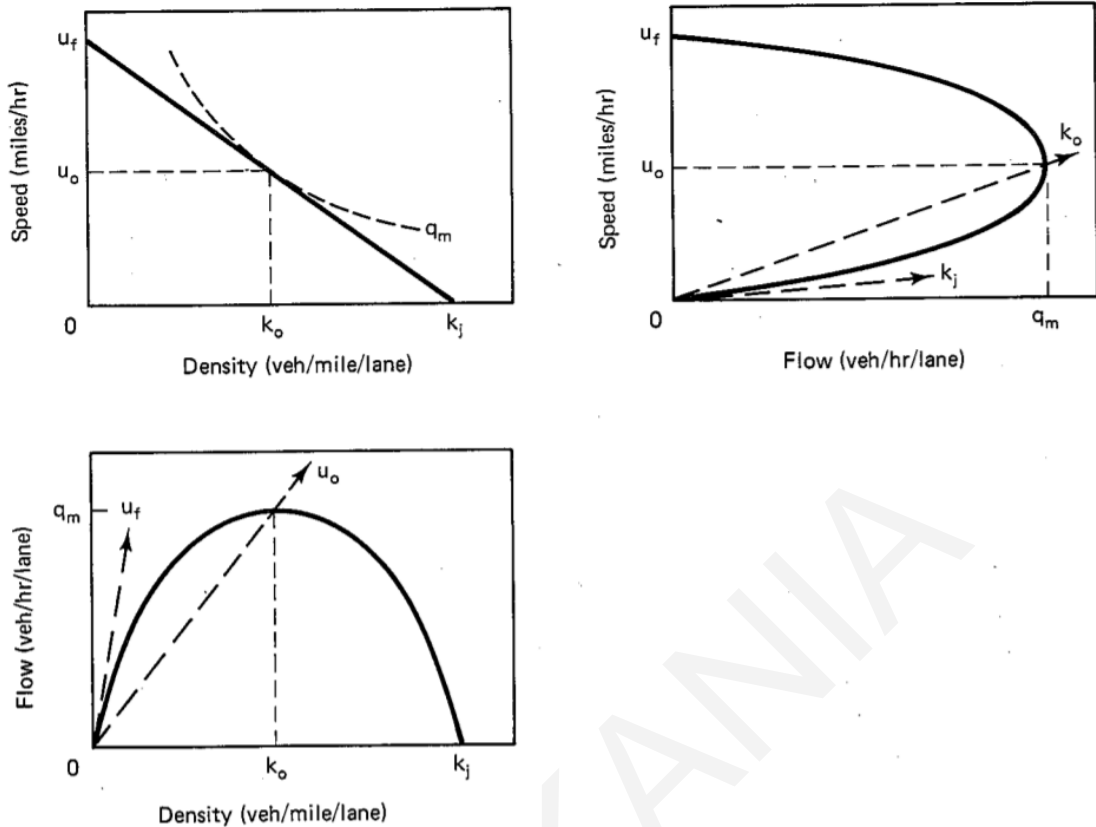 u_f
u_o
Speed (miles/hr)
q_m
0
k_o
k_j
Density (veh/mile/lane)
u_f
u_o
Speed (miles/hr)
k_o
k_j
0
q_m
Flow (veh/hr/lane)
u_o
q_m
u_f
Flow (veh/hr/lane)
0
k_o
k_j
Density (veh/mile/lane)
KANIA